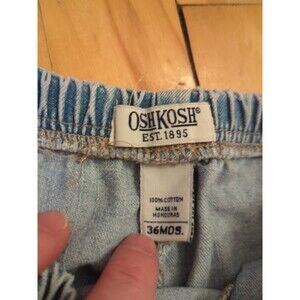 OSHKOSH®
EST. 1895
100% COTTON
MADE IN
HONDURAS
36MOS.